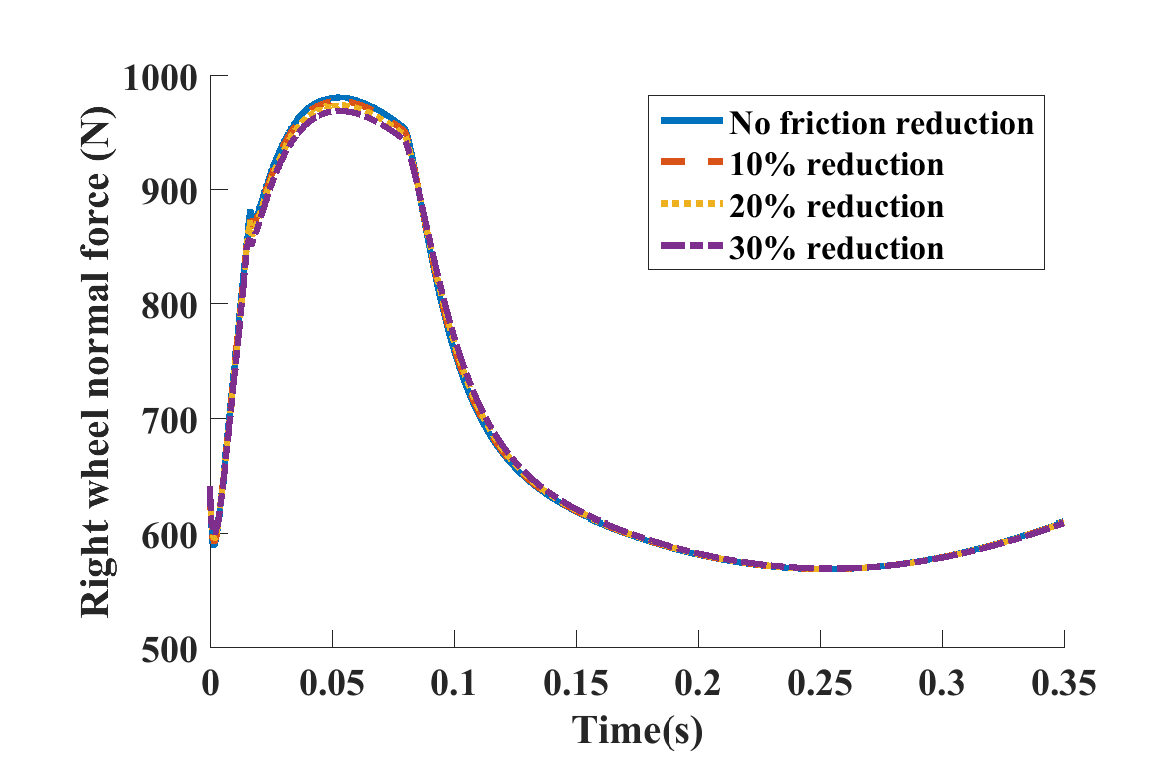 Right wheel normal force (N)
1000
900
800
700
600
500
0
0.05
0.1
0.15
0.2
0.25
0.3
0.35
Time(s)
No friction reduction
10% reduction
20% reduction
30% reduction